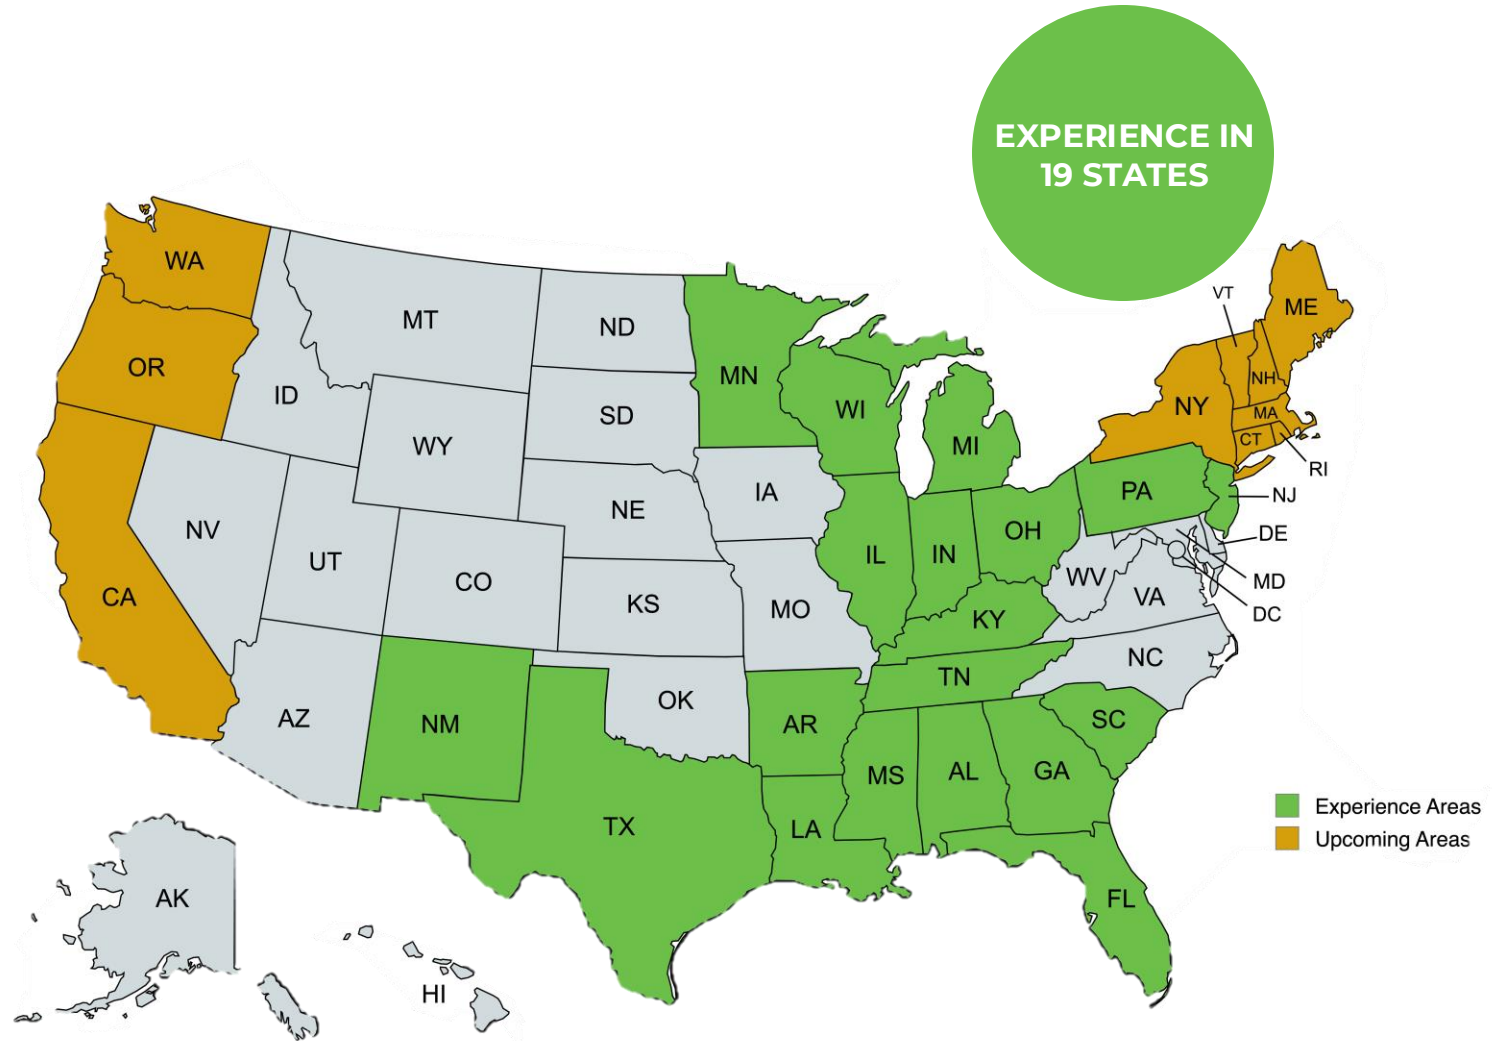 EXPERIENCE IN
19 STATES
VT
WA
ME
MT
ND
OR
MN
NH
ID
NY
WI
SD
MA
WY
CT
MI
RI
IA
PA
NJ
NE
NV
OH
DE
IL
IN
UT
CO
WV
MD
CA
VA
KS
MO
DC
KY
NC
TN
OK
AZ
SC
NM
AR
MS
AL
GA
Experience Areas
TX
LA
Upcoming Areas
AK
FL
HI